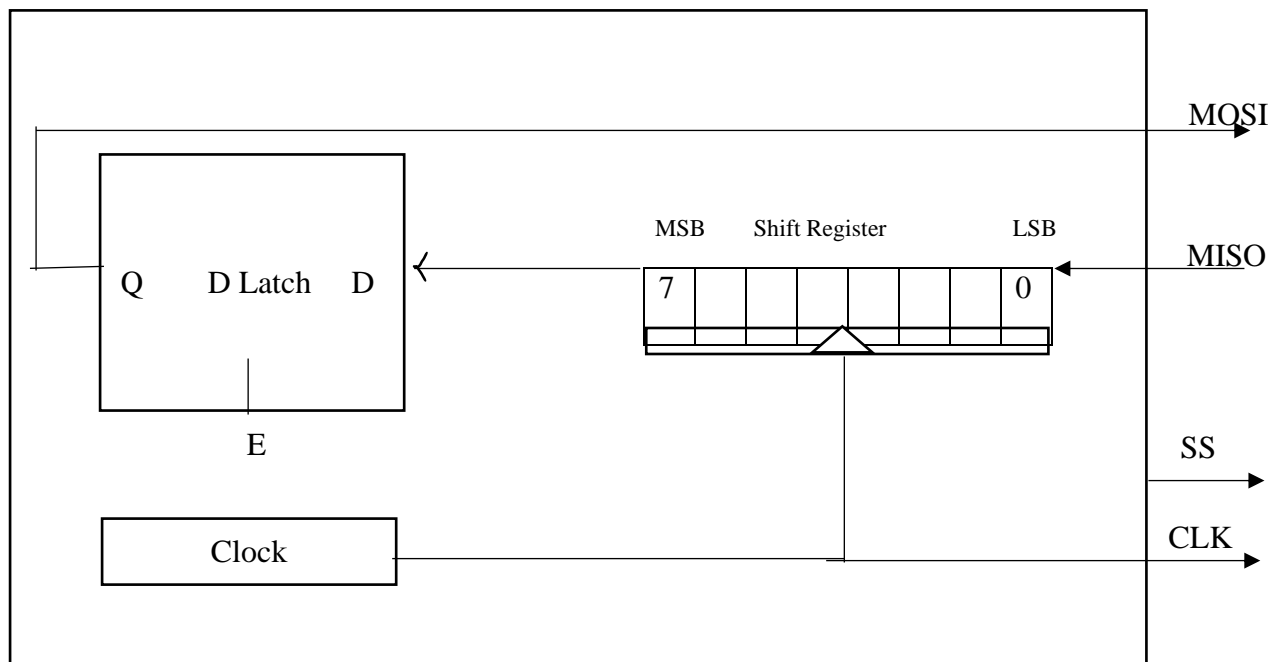 MOSI
MSB Shift Register LSB
MISO
7 0
Q D Latch D
E
SS
Clock
CLK